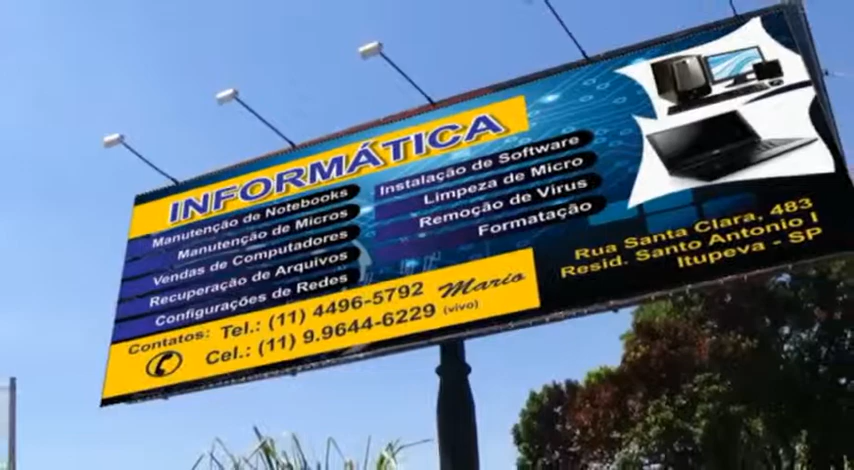 INFORMÁTICA
Manutenção de Notebooks
Manutenção de Micros
Vendas de Computadores
Recuperação de Arquivos
Configurações de Redes
Instalação de Software
Limpeza de Micro
Remoção de Vírus
Formatação
Contatos:
Tel.: (11) 4496-5792
Cel.: (11) 9.9644-6229 (vivo)
Mario
Rua Santa Clara, 483
Resid. Santo Antonio I
Itupeva - SP